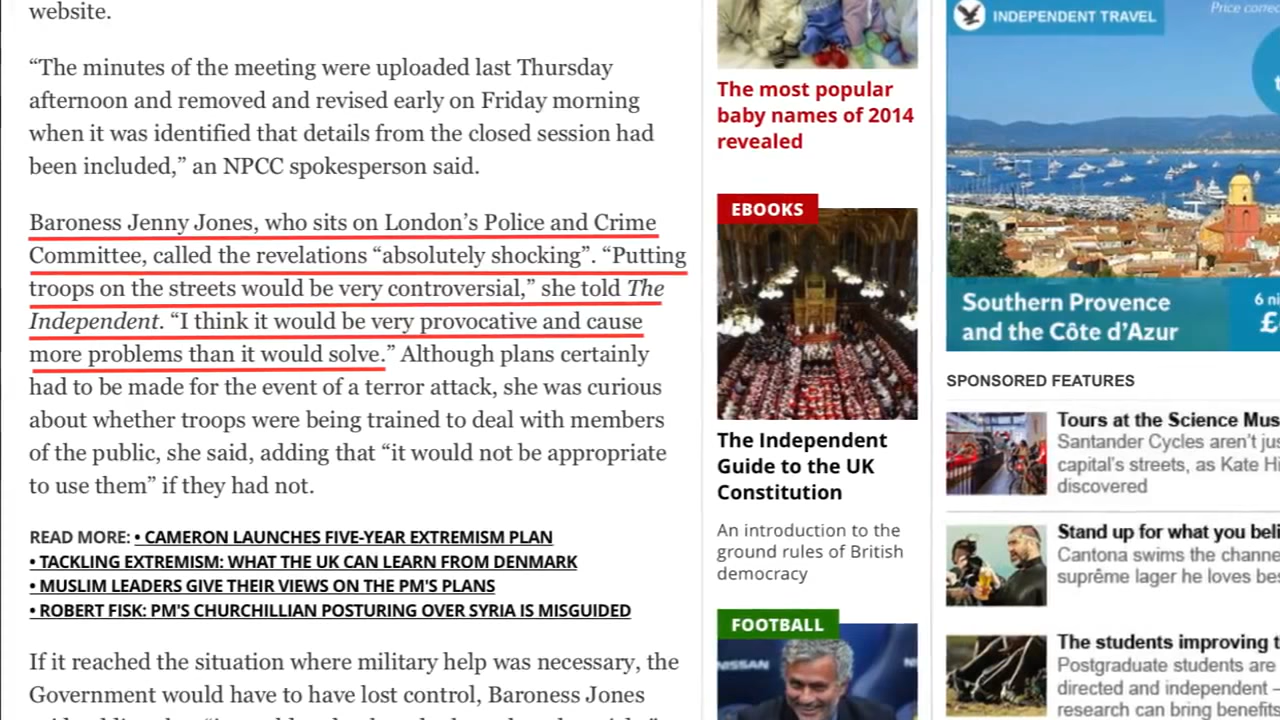 website.
“The minutes of the meeting were uploaded last Thursday
afternoon and removed and revised early on Friday morning
when it was identified that details from the closed session had
been included,” an NPCC spokesperson said.
Baroness Jenny Jones, who sits on London’s Police and Crime
Committee, called the revelations “absolutely shocking”. “Putting
troops on the streets would be very controversial,” she told The
Independent. “I think it would be very provocative and cause
more problems than it would solve.” Although plans certainly
had to be made for the event of a terror attack, she was curious
about whether troops were being trained to deal with members
of the public, she said, adding that “it would not be appropriate
to use them” if they had not.
READ MORE: • CAMERON LAUNCHES FIVE-YEAR EXTREMISM PLAN
• TACKLING EXTREMISM: WHAT THE UK CAN LEARN FROM DENMARK
• MUSLIM LEADERS GIVE THEIR VIEWS ON THE PM'S PLANS
• ROBERT FISK: PM'S CHURCHILLIAN POSTURING OVER SYRIA IS MISGUIDED
If it reached the situation where military help was necessary, the
Government would have to have lost control, Baroness Jones
The most popular
baby names of 2014
revealed
EBOOKS
The Independent
Guide to the UK
Constitution
An introduction to the
ground rules of British
democracy
FOOTBALL
NISSAN
INDEPENDENT TRAVEL
Price
Southern Provence
and the Côte d’Azur
6
£
SPONSORED FEATURES
Tours at the Science
Santander Cycles aren’t
capital’s streets, as Kate
discovered
Stand up for what you
Cantona swims the
suprême lager he loves
The students improving
Postgraduate students are
directed and independent –
research can bring benefits